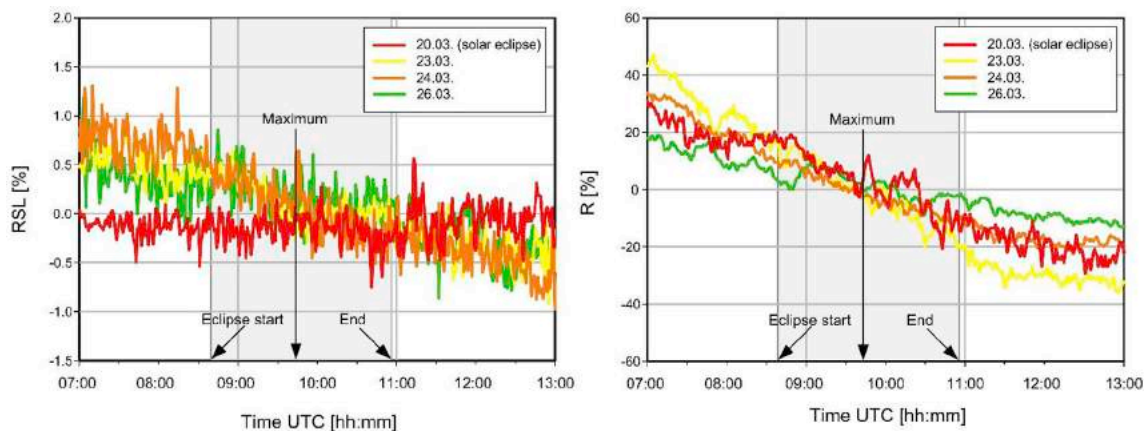 2.0
1.5
1.0
0.5
0.0
-0.5
-1.0
-1.5
RSL [%]
20.03. (solar eclipse)
23.03.
24.03.
26.03.
Maximum
Eclipse start
End
07:00 08:00 09:00 10:00 11:00 12:00 13:00
Time UTC [hh:mm]
60
40
20
0
-20
-40
-60
R [%]
20.03. (solar eclipse)
23.03.
24.03.
26.03.
Maximum
Eclipse start
End
07:00 08:00 09:00 10:00 11:00 12:00 13:00
Time UTC [hh:mm]